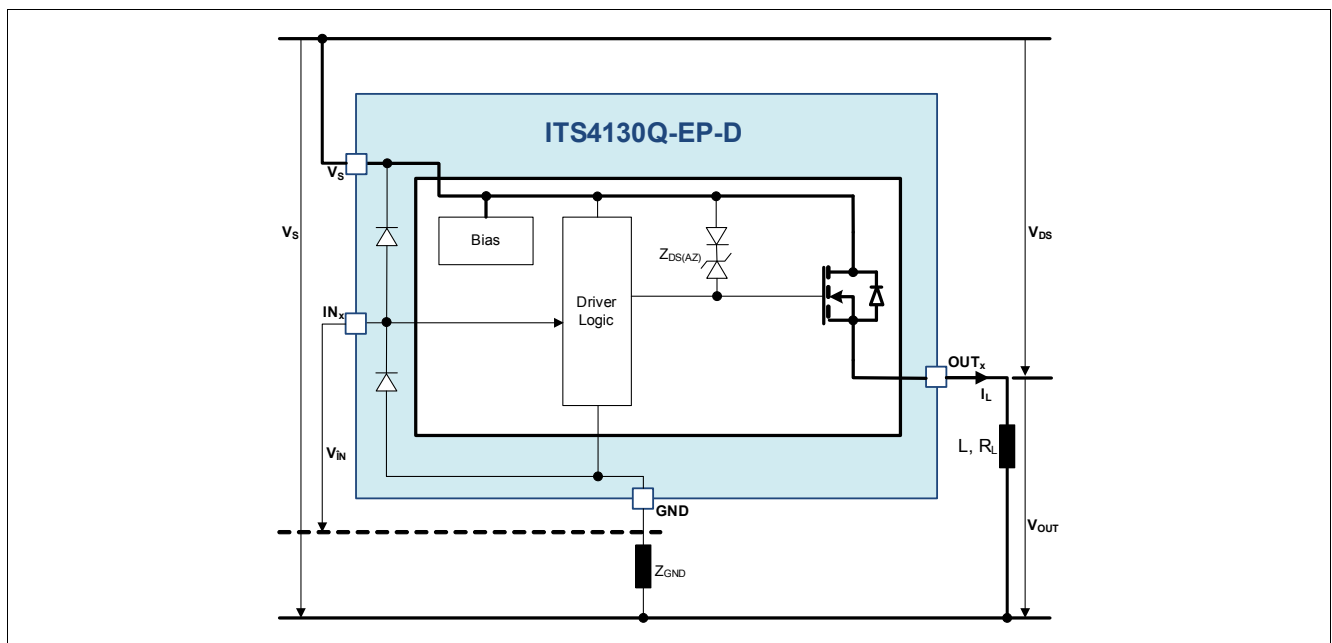 ITS4130Q-EP-D
VS
VS
Bias
ZDS(AZ)
VDS
Driver
Logic
INx
OUTx
IL
L, RL
VIN
GND
VOUT
ZGND